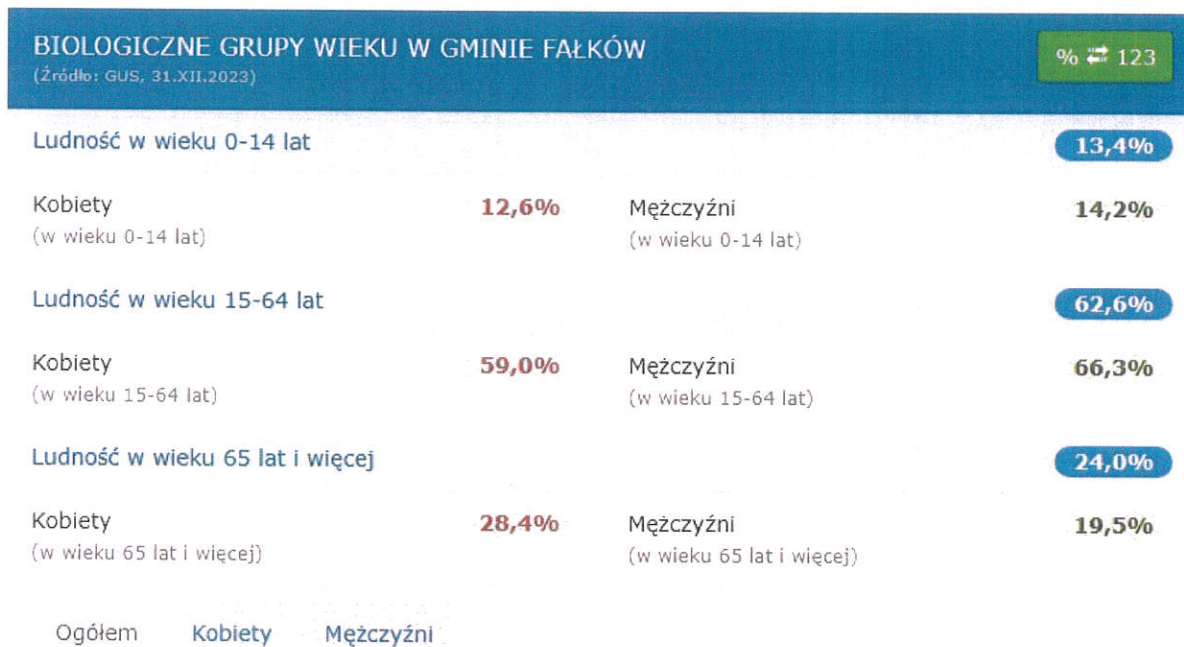 BIOLOGICZNE GRUPY WIEKU W GMINIE FAŁKÓW
(Źródło: GUS, 31.XII.2023)
% 123
Ludność w wieku 0-14 lat 13,4%
Kobiety 12,6% Mężczyźni 14,2%
(w wieku 0-14 lat) (w wieku 0-14 lat)
Ludność w wieku 15-64 lat 62,6%
Kobiety 59,0% Mężczyźni 66,3%
(w wieku 15-64 lat) (w wieku 15-64 lat)
Ludność w wieku 65 lat i więcej 24,0%
Kobiety 28,4% Mężczyźni 19,5%
(w wieku 65 lat i więcej) (w wieku 65 lat i więcej)
Ogółem Kobiety Mężczyźni